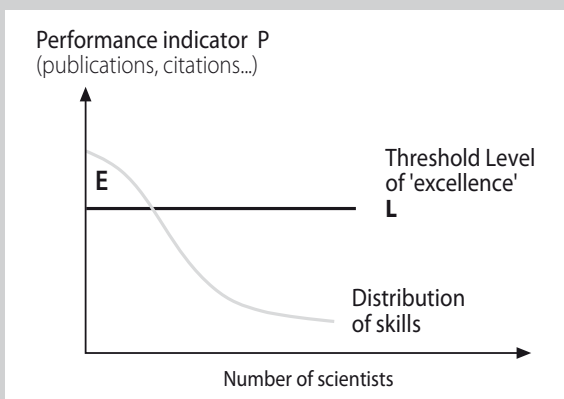 Performance indicator P
(publications, citations...)
E
Threshold Level
of 'excellence'
L
Distribution
of skills
Number of scientists